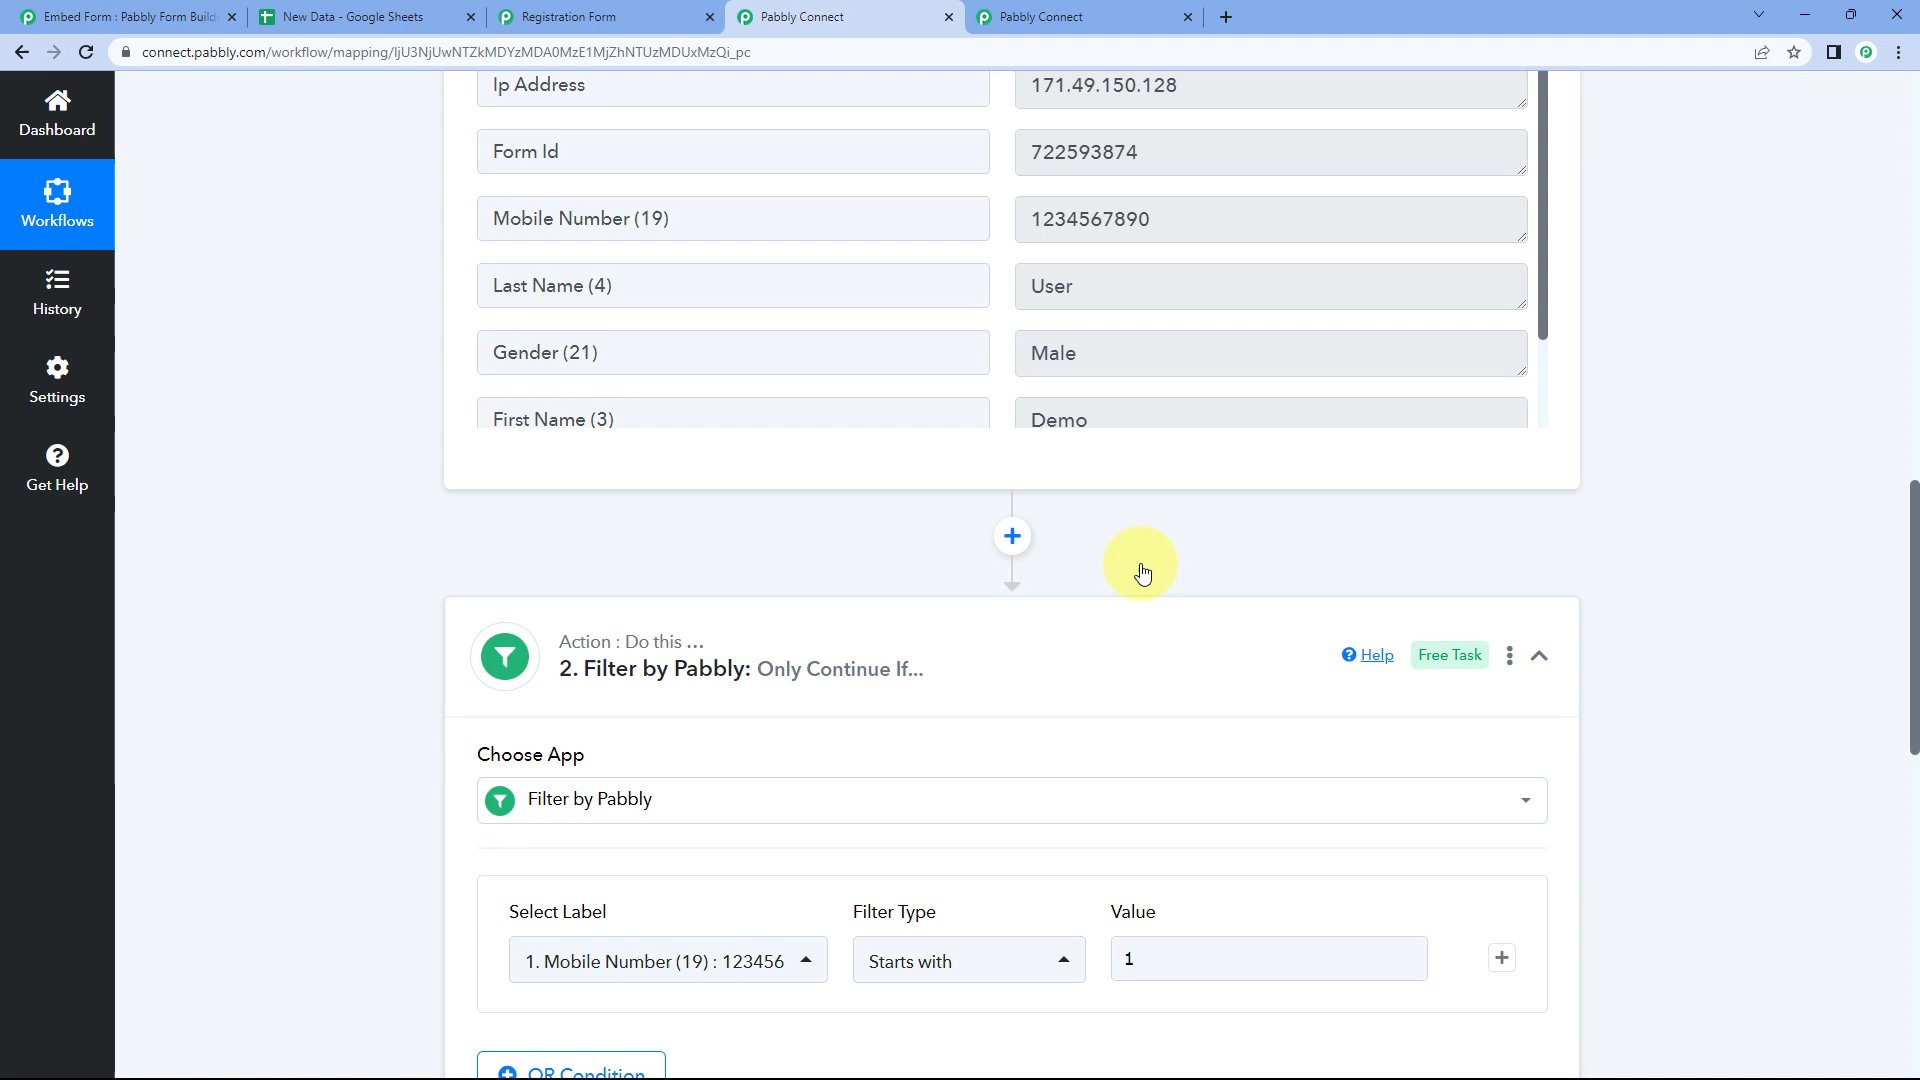 Embed Form : Pabbly Form Build
New Data - Google Sheets
Registration Form
Pabbly Connect
Pabbly Connect
connect.pabbly.com/workflow/mapping/IjU3NjUwNTZkMDYzMDA0MzE1MjZhNTUzMDUxMzQi_pc
Dashboard
Workflows
History
Settings
Get Help
Ip Address
171.49.150.128
Form Id
722593874
Mobile Number (19)
1234567890
Last Name (4)
User
Gender (21)
Male
First Name (3)
Demo
Action : Do this ...
2. Filter by Pabbly: Only Continue If...
Help
Free Task
Choose App
Filter by Pabbly
Select Label
Filter Type
Value
1. Mobile Number (19) : 123456
Starts with
1
OR Condition